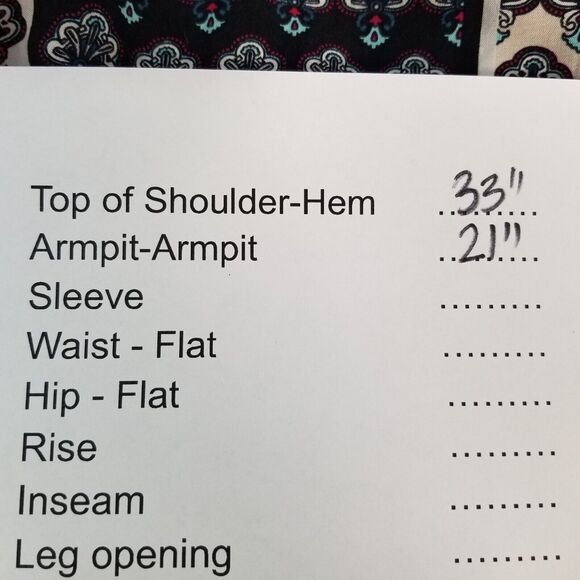 Top of Shoulder-Hem .........33"
Armpit-Armpit .........21"
Sleeve .........
Waist - Flat .........
Hip - Flat .........
Rise .........
Inseam .........
Leg opening .........